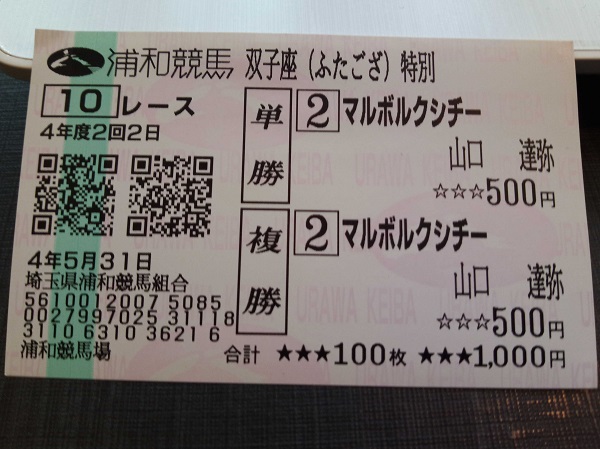 浦和競馬 双子座(ふたござ)特別
10レース
4年度2回2日
単勝
2 マルボルクシチー
山口 達弥
☆☆☆500円
複勝
2 マルボルクシチー
山口 達弥
☆☆☆500円
4年5月31日
埼玉県浦和競馬組合
5610012007 5085
0027997025 31118
3110 6310 36216
浦和競馬場
合計 ★★★100枚 ★★★1,000円
URAWA KEIBA